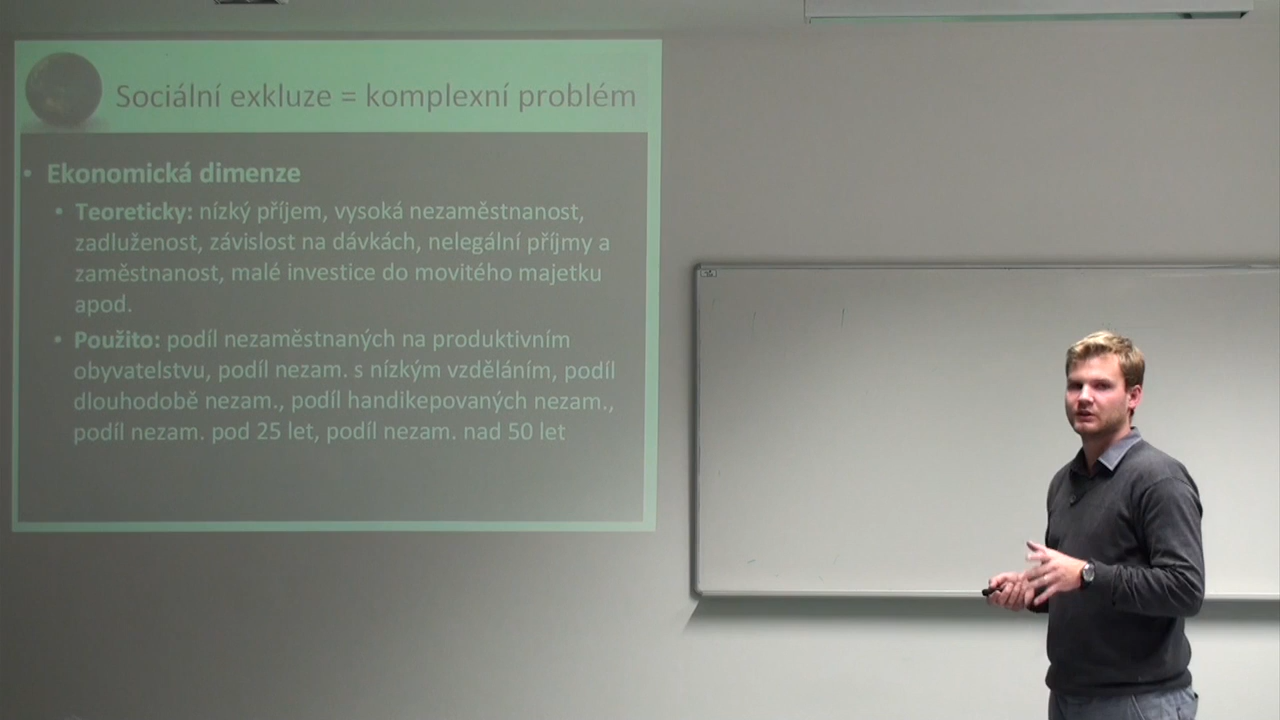 Sociální exkluze = komplexní problém
• Ekonomická dimenze
• Teoreticky: nízký příjem, vysoká nezaměstnanost,
zadluženost, závislost na dávkách, nelegální příjmy a
zaměstnanost, malé investice do movitého majetku
apod.
• Použito: podíl nezaměstnaných na produktivním
obyvatelstvu, podíl nezam. s nízkým vzděláním, podíl
dlouhodobě nezam., podíl handikepovaných nezam.,
podíl nezam. pod 25 let, podíl nezam. nad 50 let